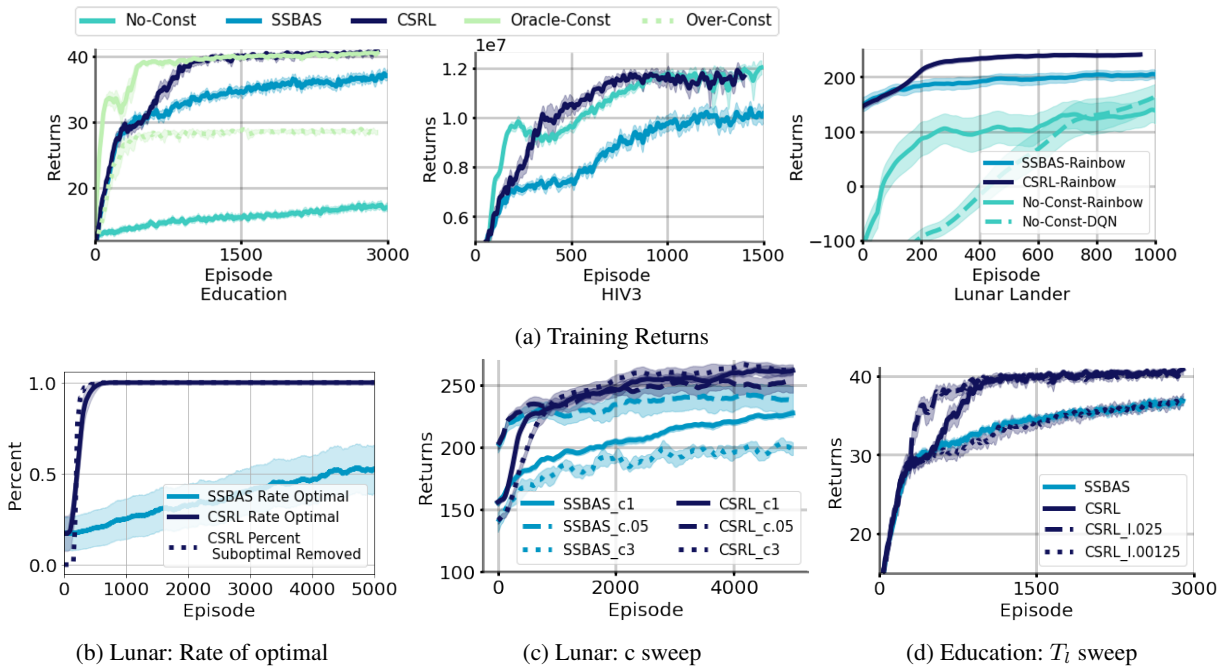 No-Const SSBAS CSRL Oracle-Const Over-Const
40
30
20
Returns
0 1500 3000
Episode
Education
1e7
1.2
1.0
0.8
0.6
Returns
0 500 1000 1500
Episode
HIV3
200
100
0
−100
Returns
SSBAS-Rainbow
CSRL-Rainbow
No-Const-Rainbow
No-Const-DQN
0 200 400 600 800 1000
Episode
Lunar Lander
(a) Training Returns
1.0
0.5
0.0
Percent
SSBAS Rate Optimal
CSRL Rate Optimal
CSRL Percent
Suboptimal Removed
0 1000 2000 3000 4000 5000
Episode
(b) Lunar: Rate of optimal
250
200
150
100
Returns
SSBAS_c1 CSRL_c1
SSBAS_c.05 CSRL_c.05
SSBAS_c3 CSRL_c3
0 2000 4000
Episode
(c) Lunar: c sweep
40
30
20
Returns
SSBAS
CSRL
CSRL_l.025
CSRL_l.00125
0 1500 3000
Episode
(d) Education: T_l sweep